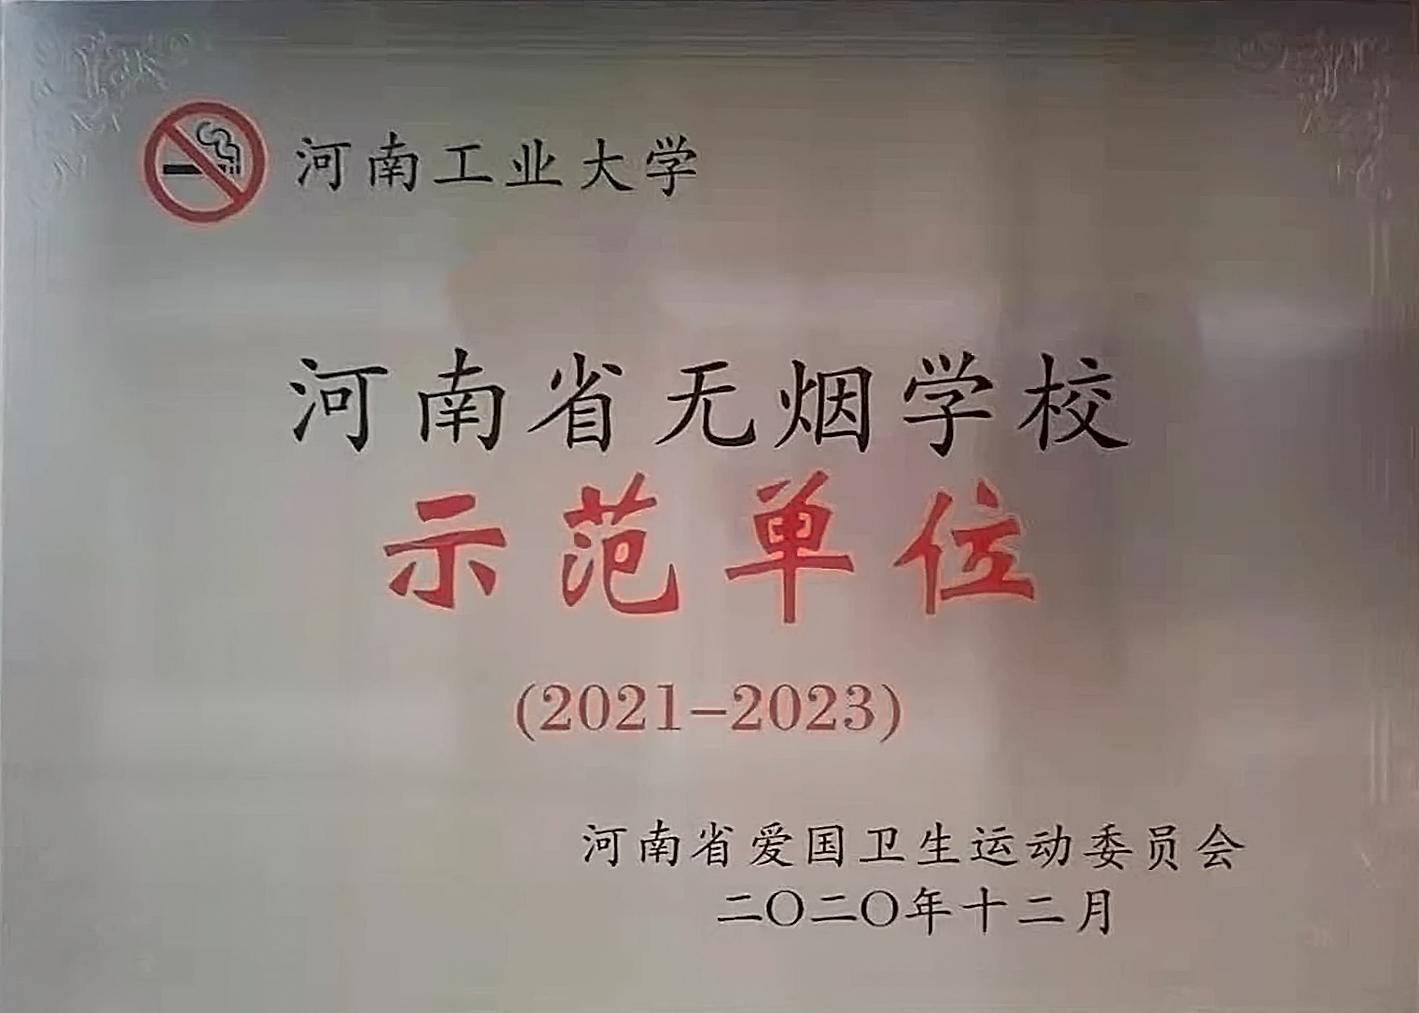 河南工业大学
河南省无烟学校
示范单位
(2021-2023)
河南省爱国卫生运动委员会
二〇二〇年十二月